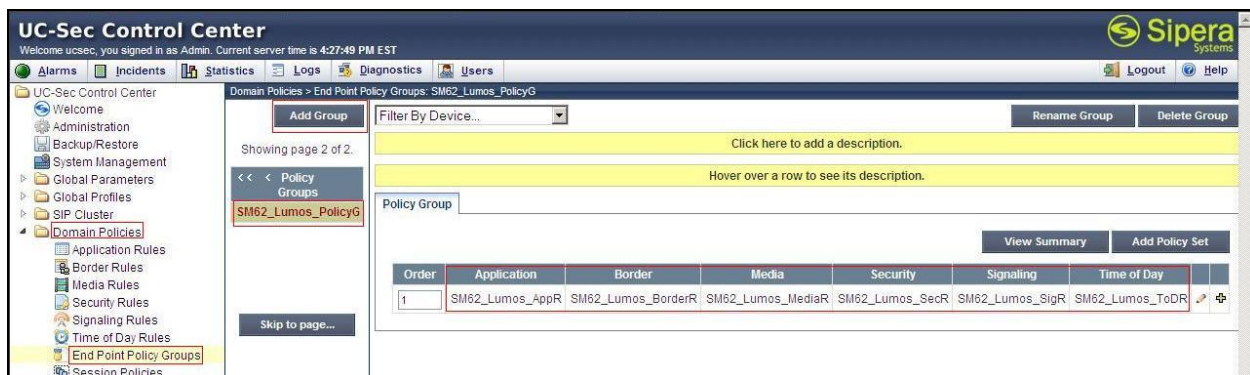 UC-Sec Control Center
Welcome ucsec, you signed in as Admin. Current server time is 4:27:49 PM EST
Sipera
Systems
Alarms Incidents Statistics Logs Diagnostics Users Logout Help
UC-Sec Control Center
Welcome
Administration
Backup/Restore
System Management
Global Parameters
Global Profiles
SIP Cluster
Domain Policies
Application Rules
Border Rules
Media Rules
Security Rules
Signaling Rules
Time of Day Rules
End Point Policy Groups
Session Policies
Domain Policies > End Point Policy Groups: SM62_Lumos_PolicyG
Add Group
Showing page 2 of 2.
<< < Policy
Groups
SM62_Lumos_PolicyG
Skip to page...
Filter By Device...
Rename Group Delete Group
Click here to add a description.
Hover over a row to see its description.
Policy Group
View Summary Add Policy Set
Order Application Border Media Security Signaling Time of Day
1 SM62_Lumos_AppR SM62_Lumos_BorderR SM62_Lumos_MediaR SM62_Lumos_SecR SM62_Lumos_SigR SM62_Lumos_ToDR